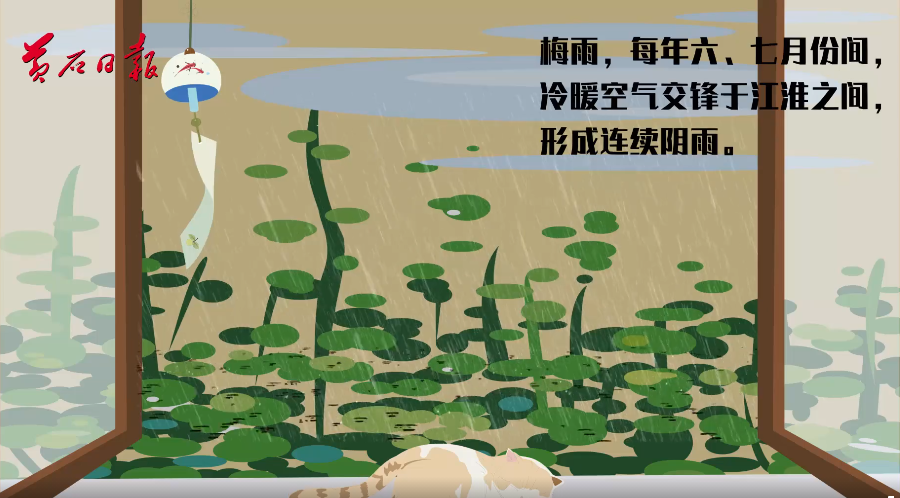 黄石日报
梅雨，每年六、七月份间，
冷暖空气交锋于江淮之间，
形成连续阴雨。